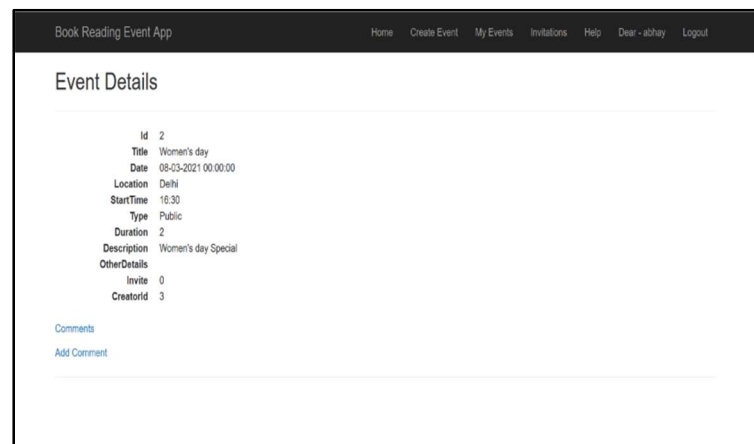 Book Reading Event App Home Create Event My Events Invitations Help Dear - abhay Logout
Event Details
Id 2
Title Women's day
Date 08-03-2021 00:00:00
Location Delhi
StartTime 16:30
Type Public
Duration 2
Description Women's day Special
OtherDetails
Invite 0
CreatorId 3
Comments
Add Comment